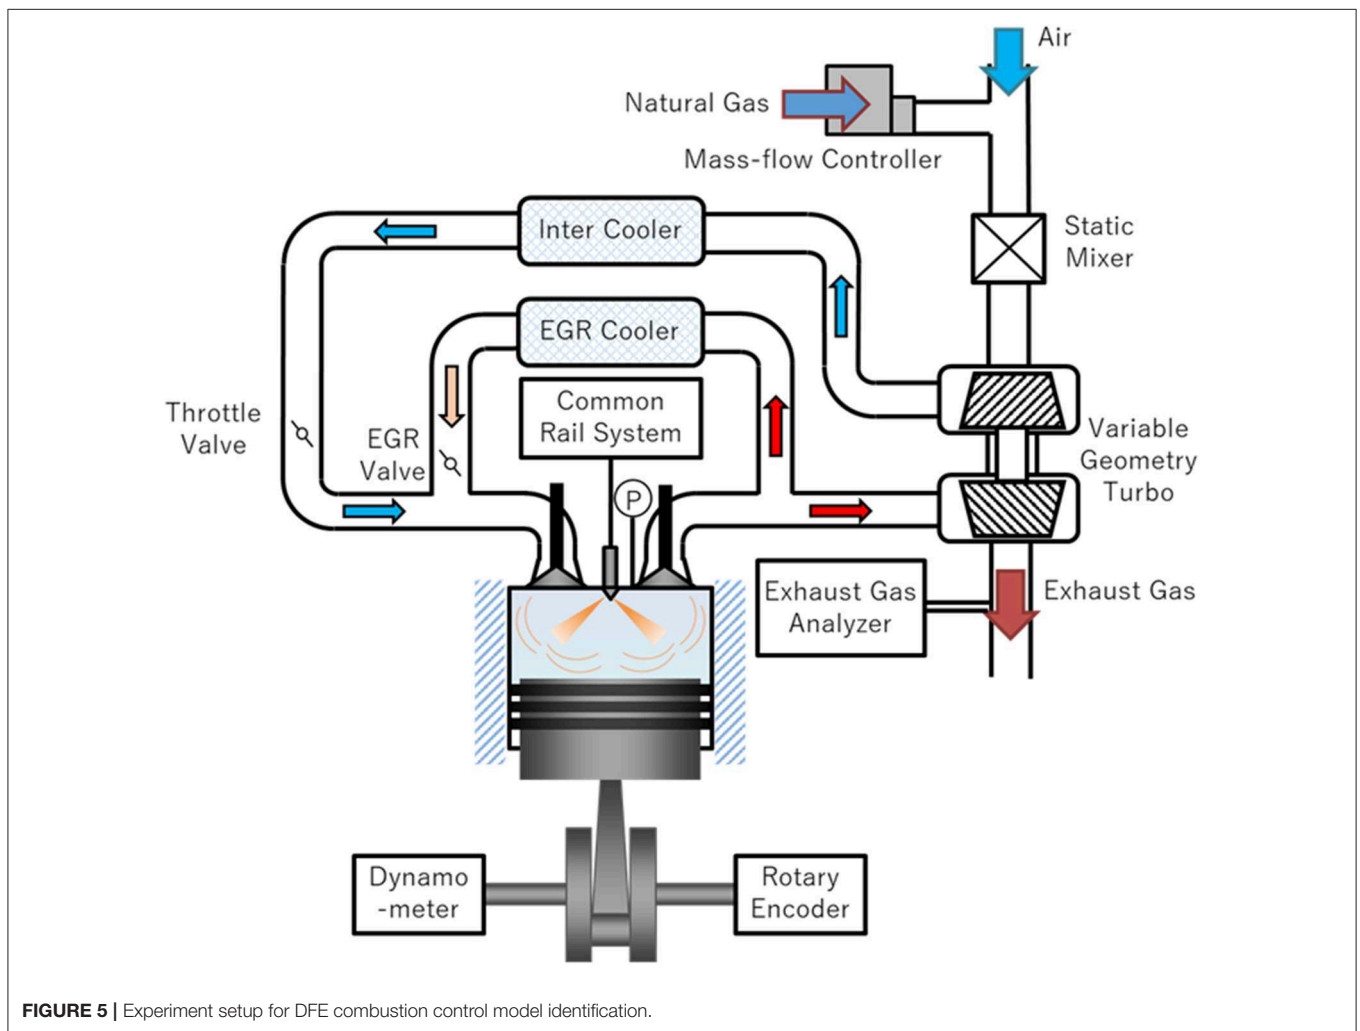 Air
Natural Gas
Mass-flow Controller
Inter Cooler
Static
Mixer
EGR Cooler
Common
Rail System
Throttle
Valve
EGR
Valve
P
Variable
Geometry
Turbo
Exhaust Gas
Analyzer
Exhaust Gas
Dynamo
-meter
Rotary
Encoder
FIGURE 5 | Experiment setup for DFE combustion control model identification.